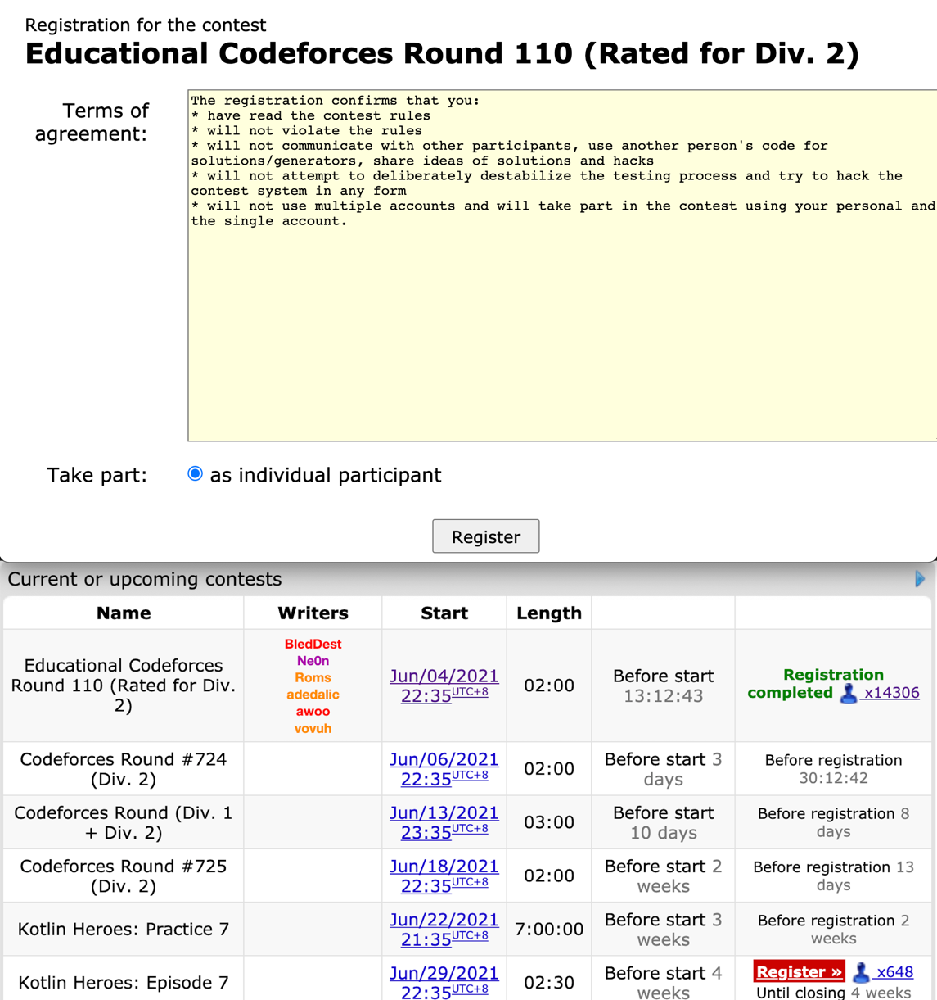 Registration for the contest
Educational Codeforces Round 110 (Rated for Div. 2)
Terms of
agreement:
The registration confirms that you:
* have read the contest rules
* will not violate the rules
* will not communicate with other participants, use another person's code for
solutions/generators, share ideas of solutions and hacks
* will not attempt to deliberately destabilize the testing process and try to hack the
contest system in any form
* will not use multiple accounts and will take part in the contest using your personal and
the single account.
Take part:
as individual participant
Register
Current or upcoming contests
Name Writers Start Length
Educational Codeforces
Round 110 (Rated for Div.
2)
BledDest
Ne0n
Roms
adedalic
awoo
vovuh
Jun/04/2021
22:35UTC+8
02:00
Before start
13:12:43
Registration
completed x14306
Codeforces Round #724
(Div. 2)
Jun/06/2021
22:35UTC+8
02:00
Before start 3
days
Before registration
30:12:42
Codeforces Round (Div. 1
+ Div. 2)
Jun/13/2021
23:35UTC+8
03:00
Before start
10 days
Before registration 8
days
Codeforces Round #725
(Div. 2)
Jun/18/2021
22:35UTC+8
02:00
Before start 2
weeks
Before registration 13
days
Kotlin Heroes: Practice 7
Jun/22/2021
21:35UTC+8
7:00:00
Before start 3
weeks
Before registration 2
weeks
Kotlin Heroes: Episode 7
Jun/29/2021
22:35UTC+8
02:30
Before start 4
weeks
Register » x648
Until closing 4 weeks